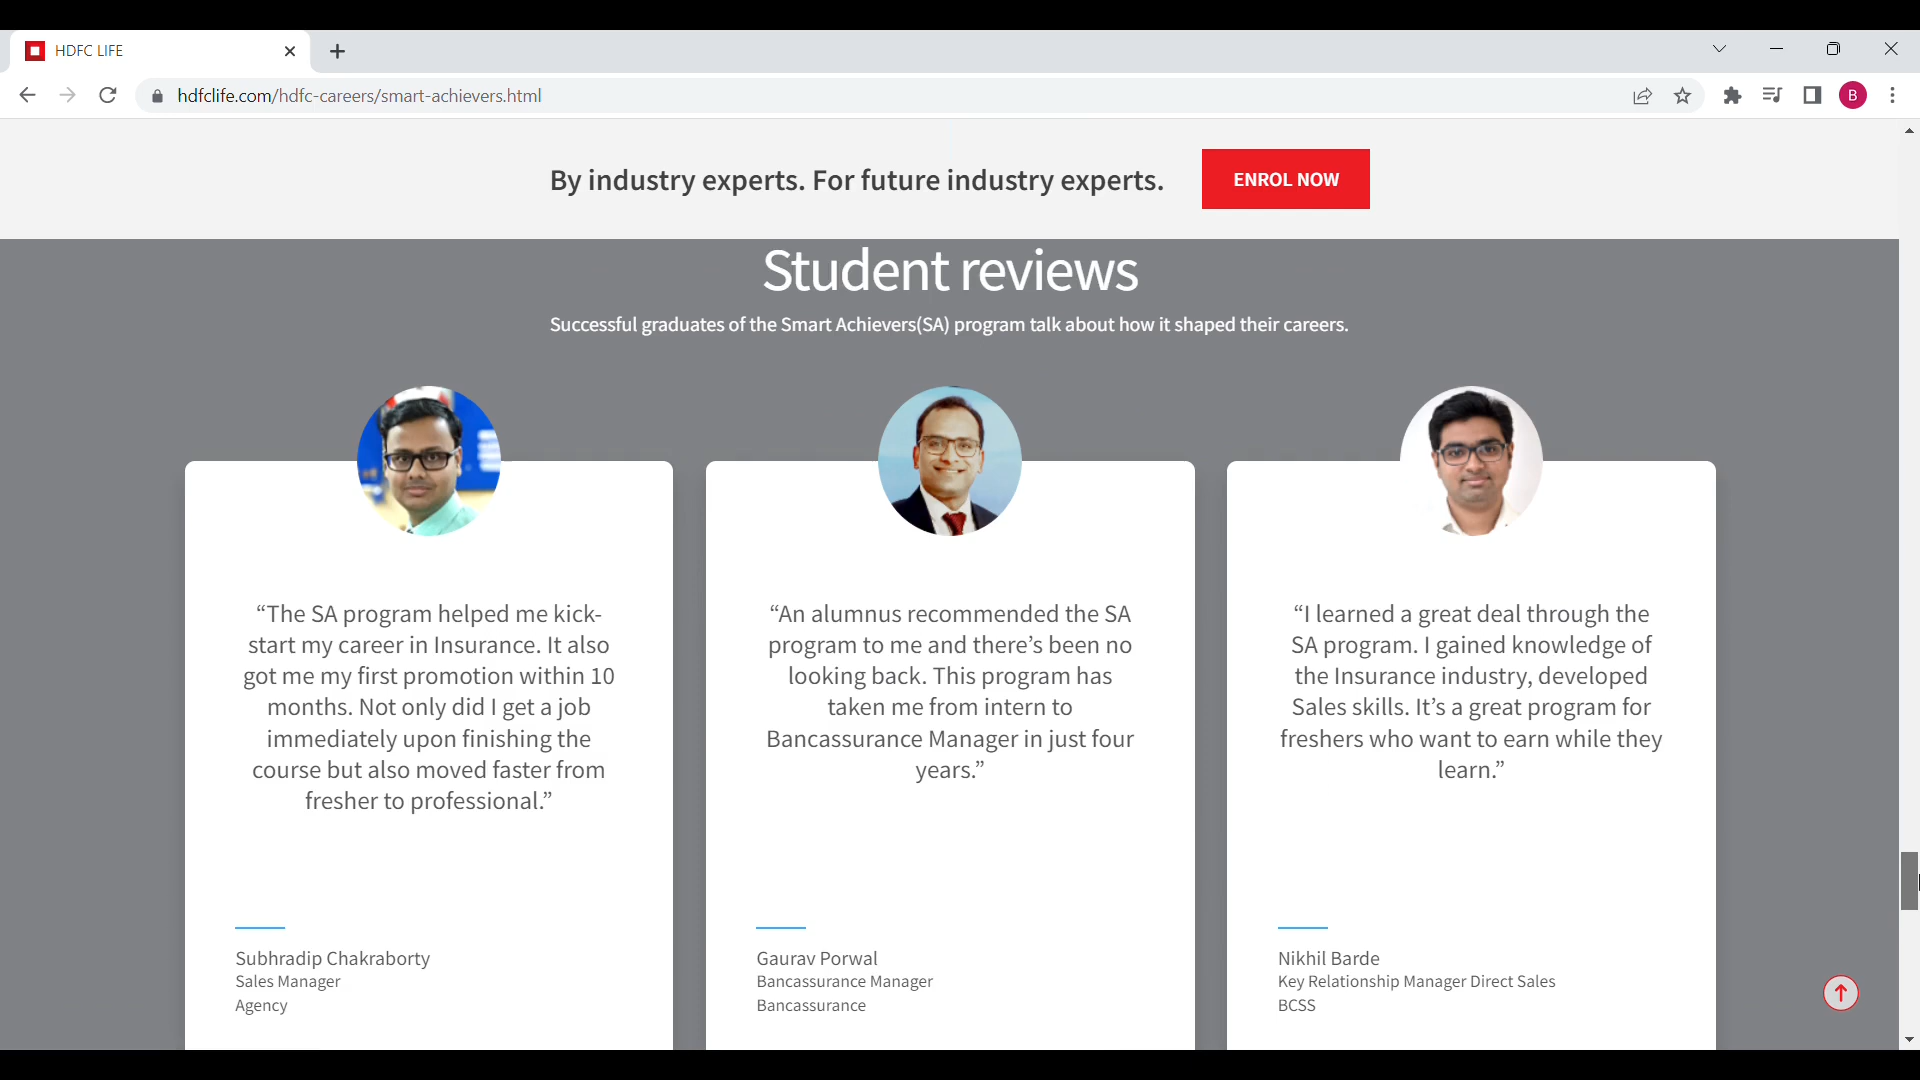 HDFC LIFE
hdfclife.com/hdfc-careers/smart-achievers.html
B
By industry experts. For future industry experts.
ENROL NOW
Student reviews
Successful graduates of the Smart Achievers(SA) program talk about how it shaped their careers.
“The SA program helped me kick-
start my career in Insurance. It also
got me my first promotion within 10
months. Not only did I get a job
immediately upon finishing the
course but also moved faster from
fresher to professional.”
Subhradip Chakraborty
Sales Manager
Agency
“An alumnus recommended the SA
program to me and there’s been no
looking back. This program has
taken me from intern to
Bancassurance Manager in just four
years.”
Gaurav Porwal
Bancassurance Manager
Bancassurance
“I learned a great deal through the
SA program. I gained knowledge of
the Insurance industry, developed
Sales skills. It’s a great program for
freshers who want to earn while they
learn.”
Nikhil Barde
Key Relationship Manager Direct Sales
BCSS